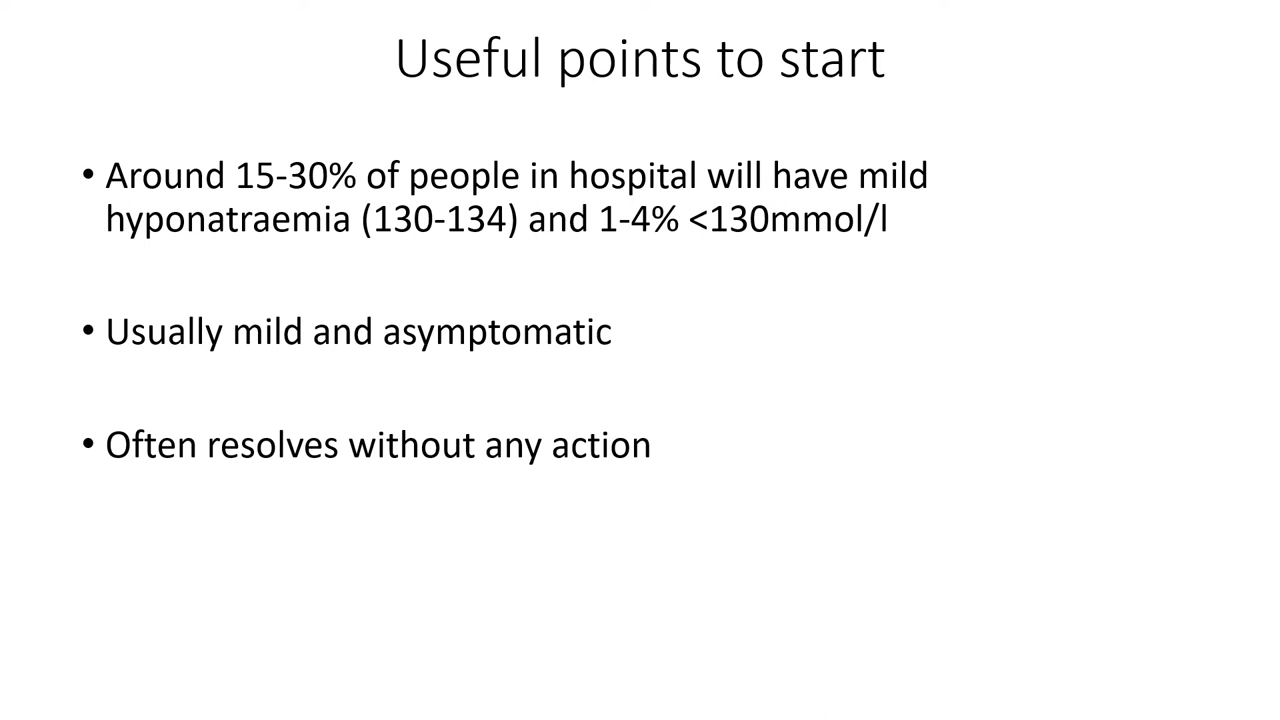 Useful points to start
• Around 15-30% of people in hospital will have mild
hyponatraemia (130-134) and 1-4% <130mmol/l
• Usually mild and asymptomatic
• Often resolves without any action